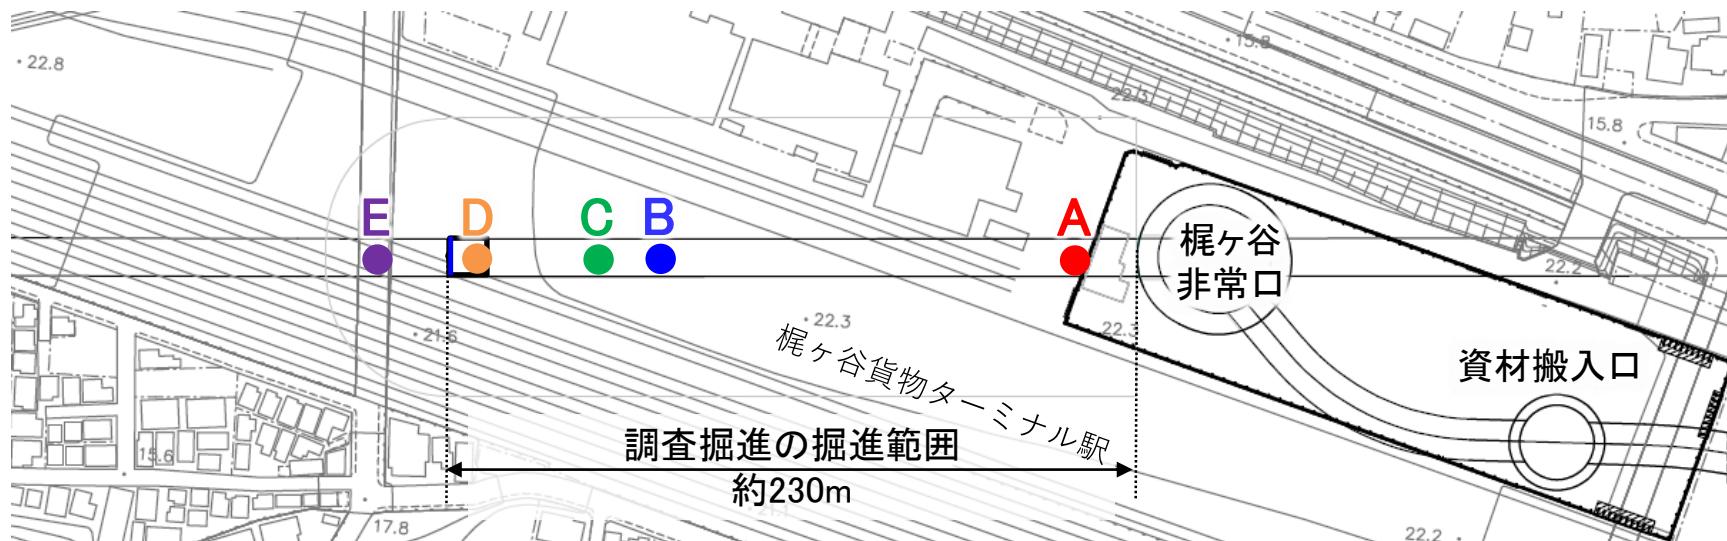 22.8
15.8
22.3
15.8
E
D
C
B
A
梶ヶ谷
非常口
22.2
22.3
21.6
22.3
梶ヶ谷貨物ターミナル駅
資材搬入口
調査掘進の掘進範囲
約230m
15.6
21.1
17.8
22.2